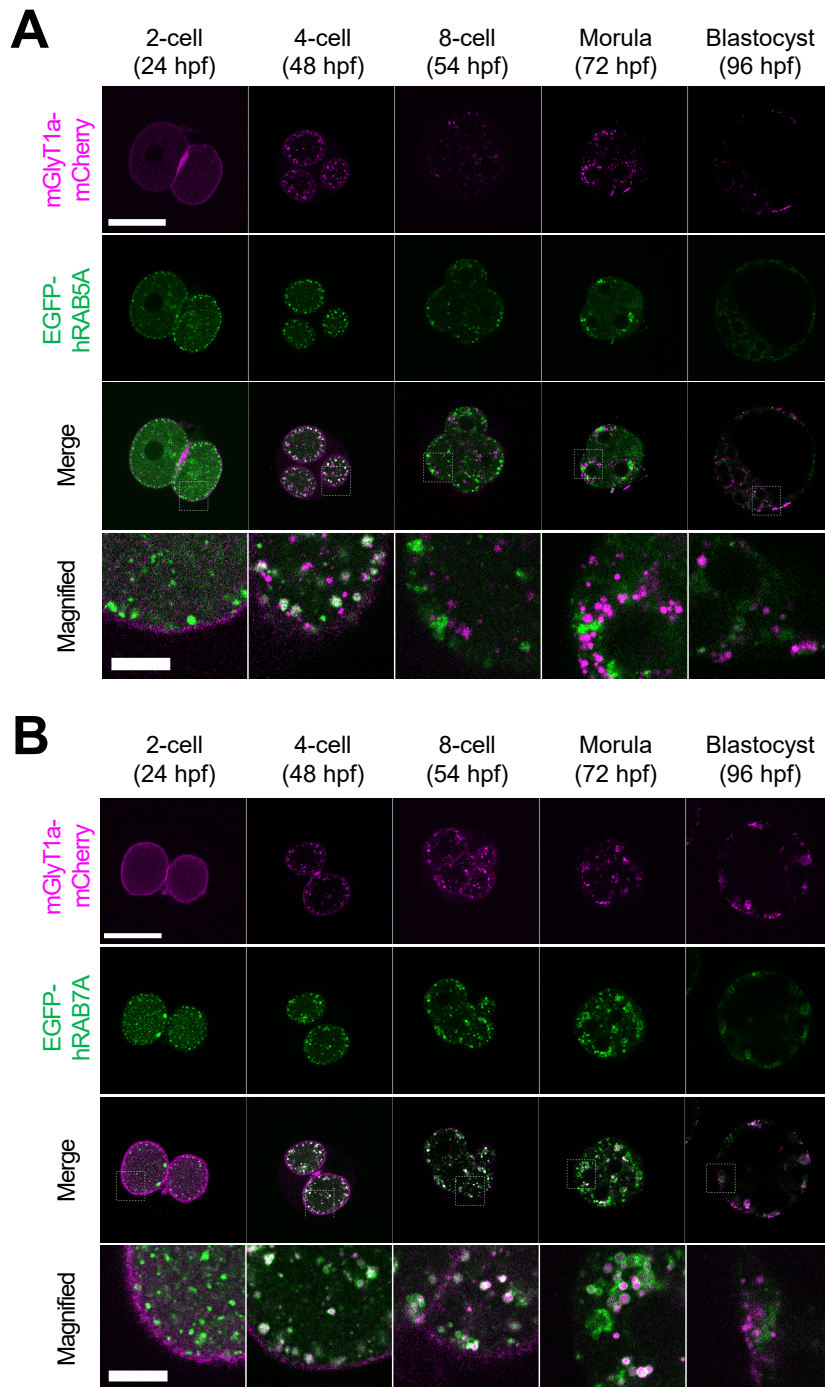 A
2-cell 4-cell 8-cell Morula Blastocyst
(24 hpf) (48 hpf) (54 hpf) (72 hpf) (96 hpf)
mGlyT1a-
mCherry
EGFP-
hRAB5A
Merge
Magnified
B
2-cell 4-cell 8-cell Morula Blastocyst
(24 hpf) (48 hpf) (54 hpf) (72 hpf) (96 hpf)
mGlyT1a-
mCherry
EGFP-
hRAB7A
Merge
Magnified